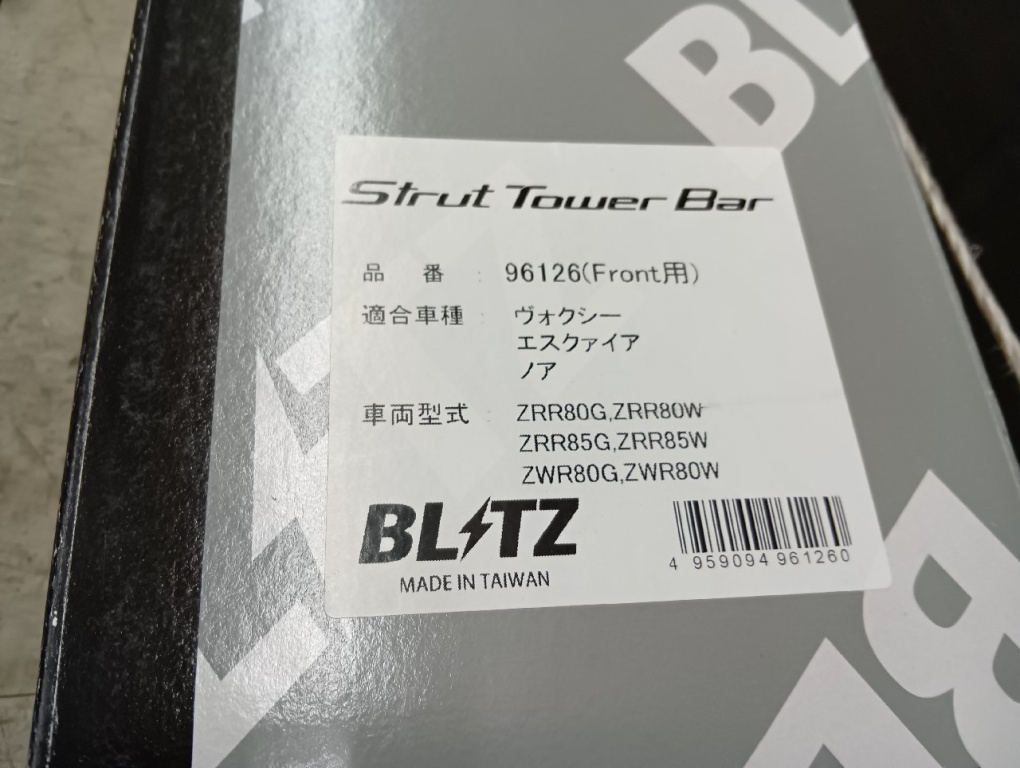 BL
Strut Tower Bar
品番 : 96126(Front用)
適合車種 : ヴォクシー
エスクァイア
ノア
車両型式 : ZRR80G,ZRR80W
ZRR85G,ZRR85W
ZWR80G,ZWR80W
BLITZ
MADE IN TAIWAN
4 959094 961260